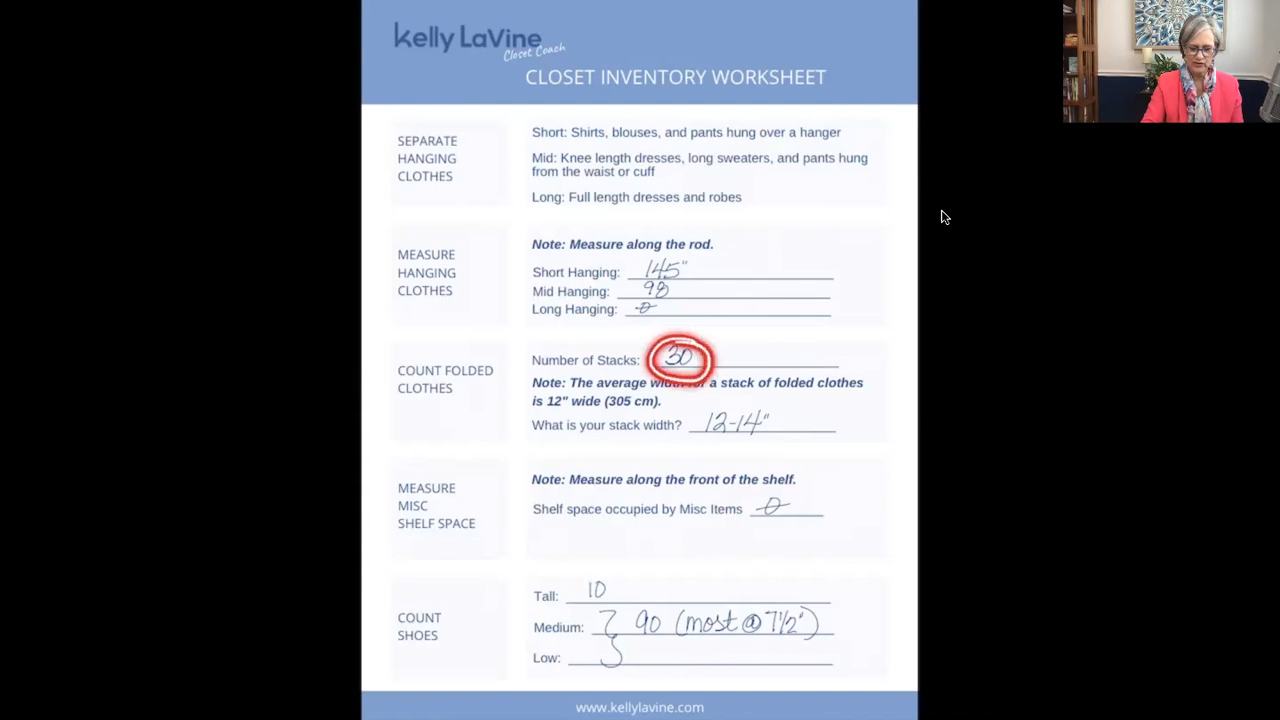 Kelly LaVine
Closet Coach
CLOSET INVENTORY WORKSHEET
SEPARATE
HANGING
CLOTHES
Short: Shirts, blouses, and pants hung over a hanger
Mid: Knee length dresses, long sweaters, and pants hung
from the waist or cuff
Long: Full length dresses and robes
MEASURE
HANGING
CLOTHES
Note: Measure along the rod.
Short Hanging: 145"
Mid Hanging: 98
Long Hanging: 0
COUNT FOLDED
CLOTHES
Number of Stacks: 30
Note: The average width for a stack of folded clothes
is 12" wide (305 cm).
What is your stack width? 12-14"
MEASURE
MISC
SHELF SPACE
Note: Measure along the front of the shelf.
Shelf space occupied by Misc Items 0
COUNT
SHOES
Tall: 10
Medium: 90 (most @ 7 1/2")
Low:
www.kellylavine.com